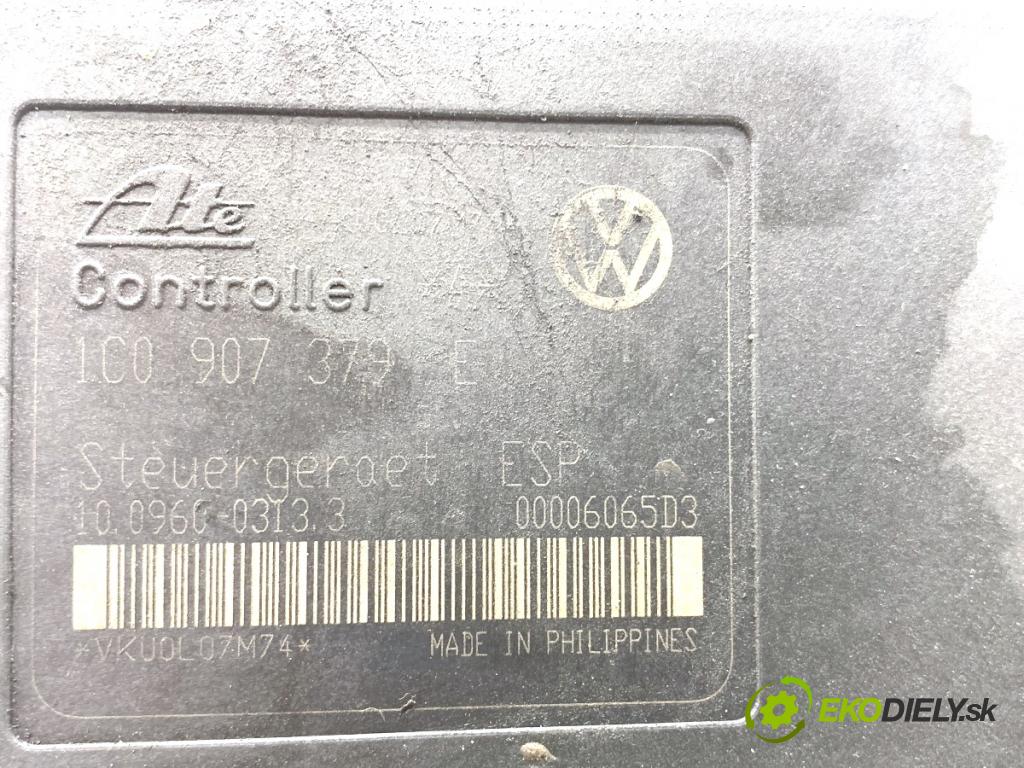 Ate
Controller
1C0 907 379 E
Steuergeraet ESP
10.0960-0313.3 00006065D3
*VKU0L07M74*
MADE IN PHILIPPINES
EKODIELY.sk